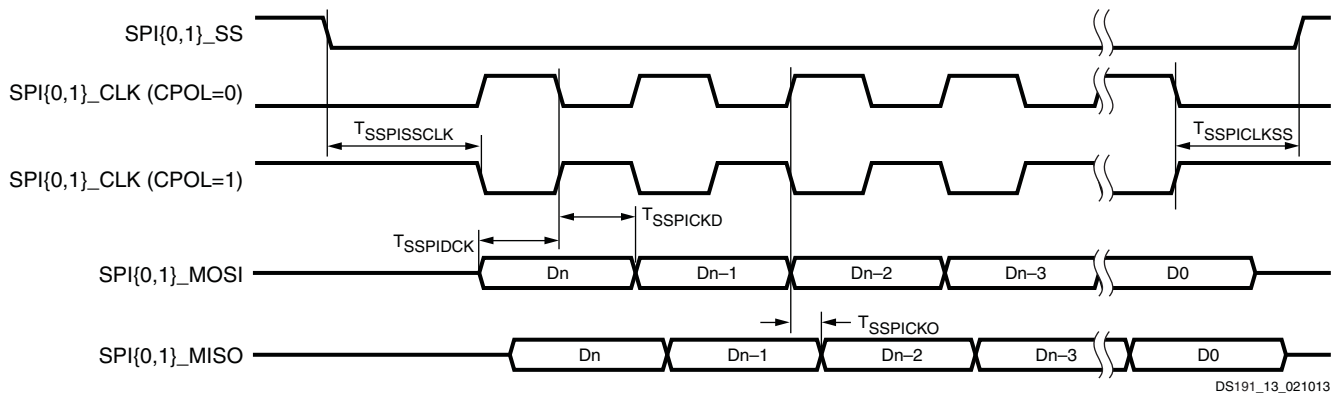 SPI{0,1}_SS
SPI{0,1}_CLK (CPOL=0)
TSSPISSCLK
TSSPICLKSS
SPI{0,1}_CLK (CPOL=1)
TSSPICKD
TSSPIDCK
SPI{0,1}_MOSI
Dn
Dn–1
Dn–2
Dn–3
D0
TSSPICKO
SPI{0,1}_MISO
Dn
Dn–1
Dn–2
Dn–3
D0
DS191_13_021013